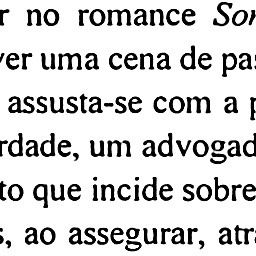 r no romance Sor
ver uma cena de pas
assusta-se com a p
rdade, um advogad
to que incide sobre
s, ao assegurar, atra